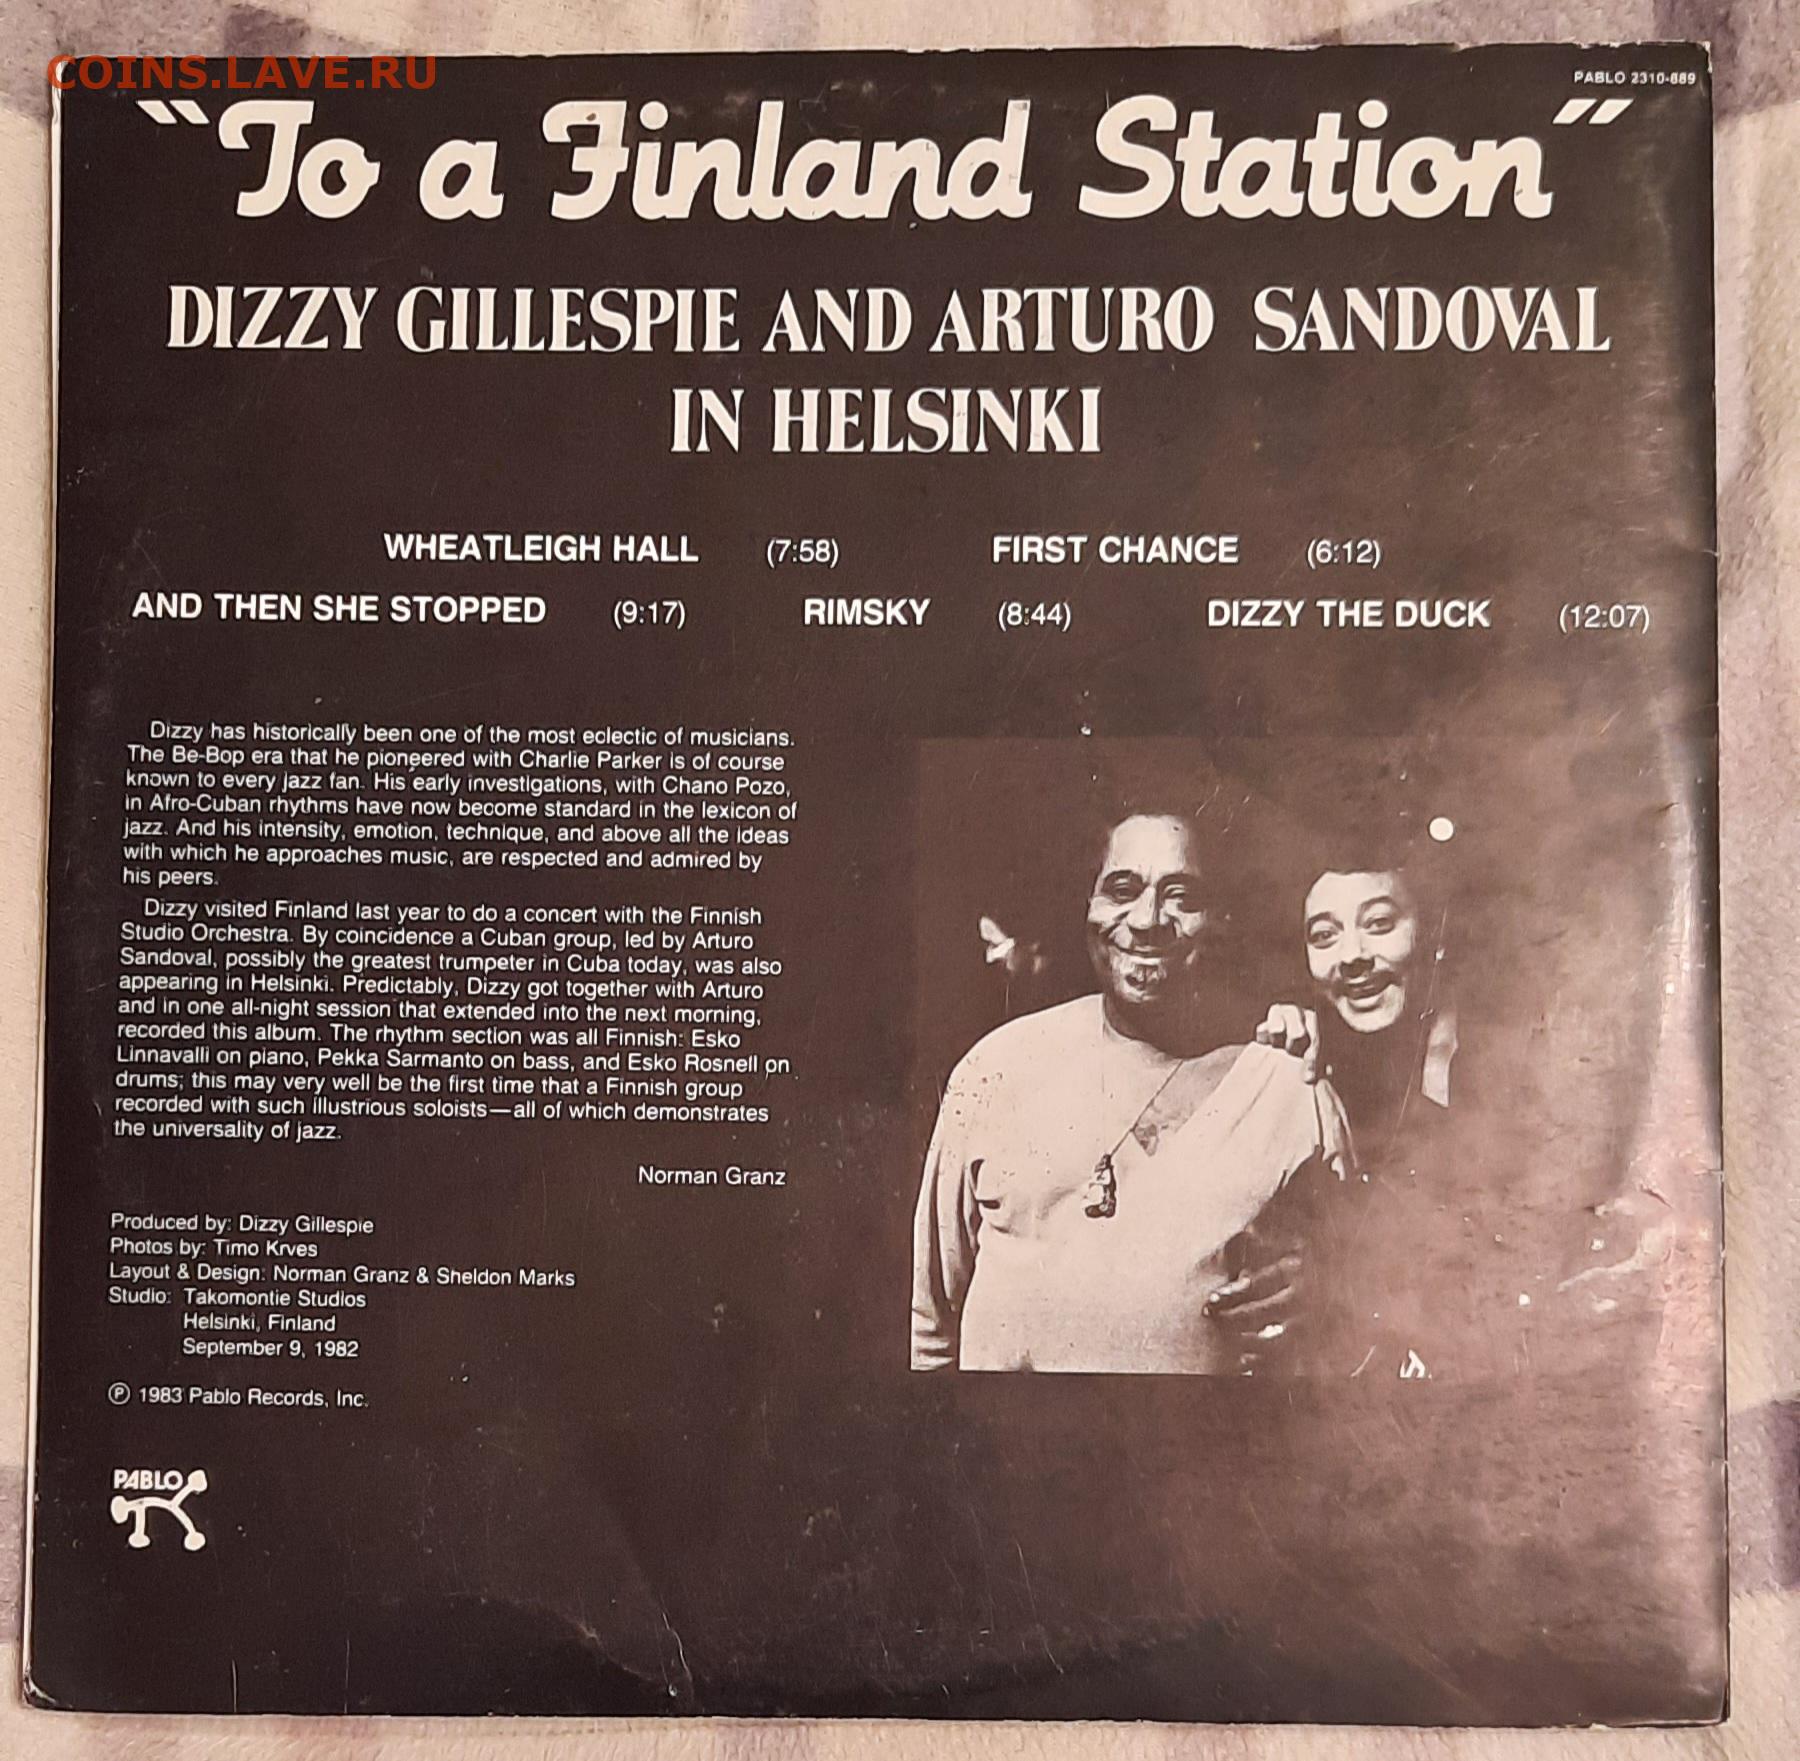 COINS.LAVE.RU
PABLO 2310-889
"To a Finland Station"
DIZZY GILLESPIE AND ARTURO SANDOVAL
IN HELSINKI
WHEATLEIGH HALL (7:58) FIRST CHANCE (6:12)
AND THEN SHE STOPPED (9:17) RIMSKY (8:44) DIZZY THE DUCK (12:07)
Dizzy has historically been one of the most eclectic of musicians.
The Be-Bop era that he pioneered with Charlie Parker is of course
known to every jazz fan. His early investigations, with Chano Pozo,
in Afro-Cuban rhythms have now become standard in the lexicon of
jazz. And his intensity, emotion, technique, and above all the ideas
with which he approaches music, are respected and admired by
his peers.
Dizzy visited Finland last year to do a concert with the Finnish
Studio Orchestra. By coincidence a Cuban group, led by Arturo
Sandoval, possibly the greatest trumpeter in Cuba today, was also
appearing in Helsinki. Predictably, Dizzy got together with Arturo
and in one all-night session that extended into the next morning,
recorded this album. The rhythm section was all Finnish: Esko
Linnavalli on piano, Pekka Sarmanto on bass, and Esko Rosnell on
drums; this may very well be the first time that a Finnish group
recorded with such illustrious soloists—all of which demonstrates
the universality of jazz.
Norman Granz
Produced by: Dizzy Gillespie
Photos by: Timo Krves
Layout & Design: Norman Granz & Sheldon Marks
Studio: Takomontie Studios
Helsinki, Finland
September 9, 1982
℗ 1983 Pablo Records, Inc.
PABLO